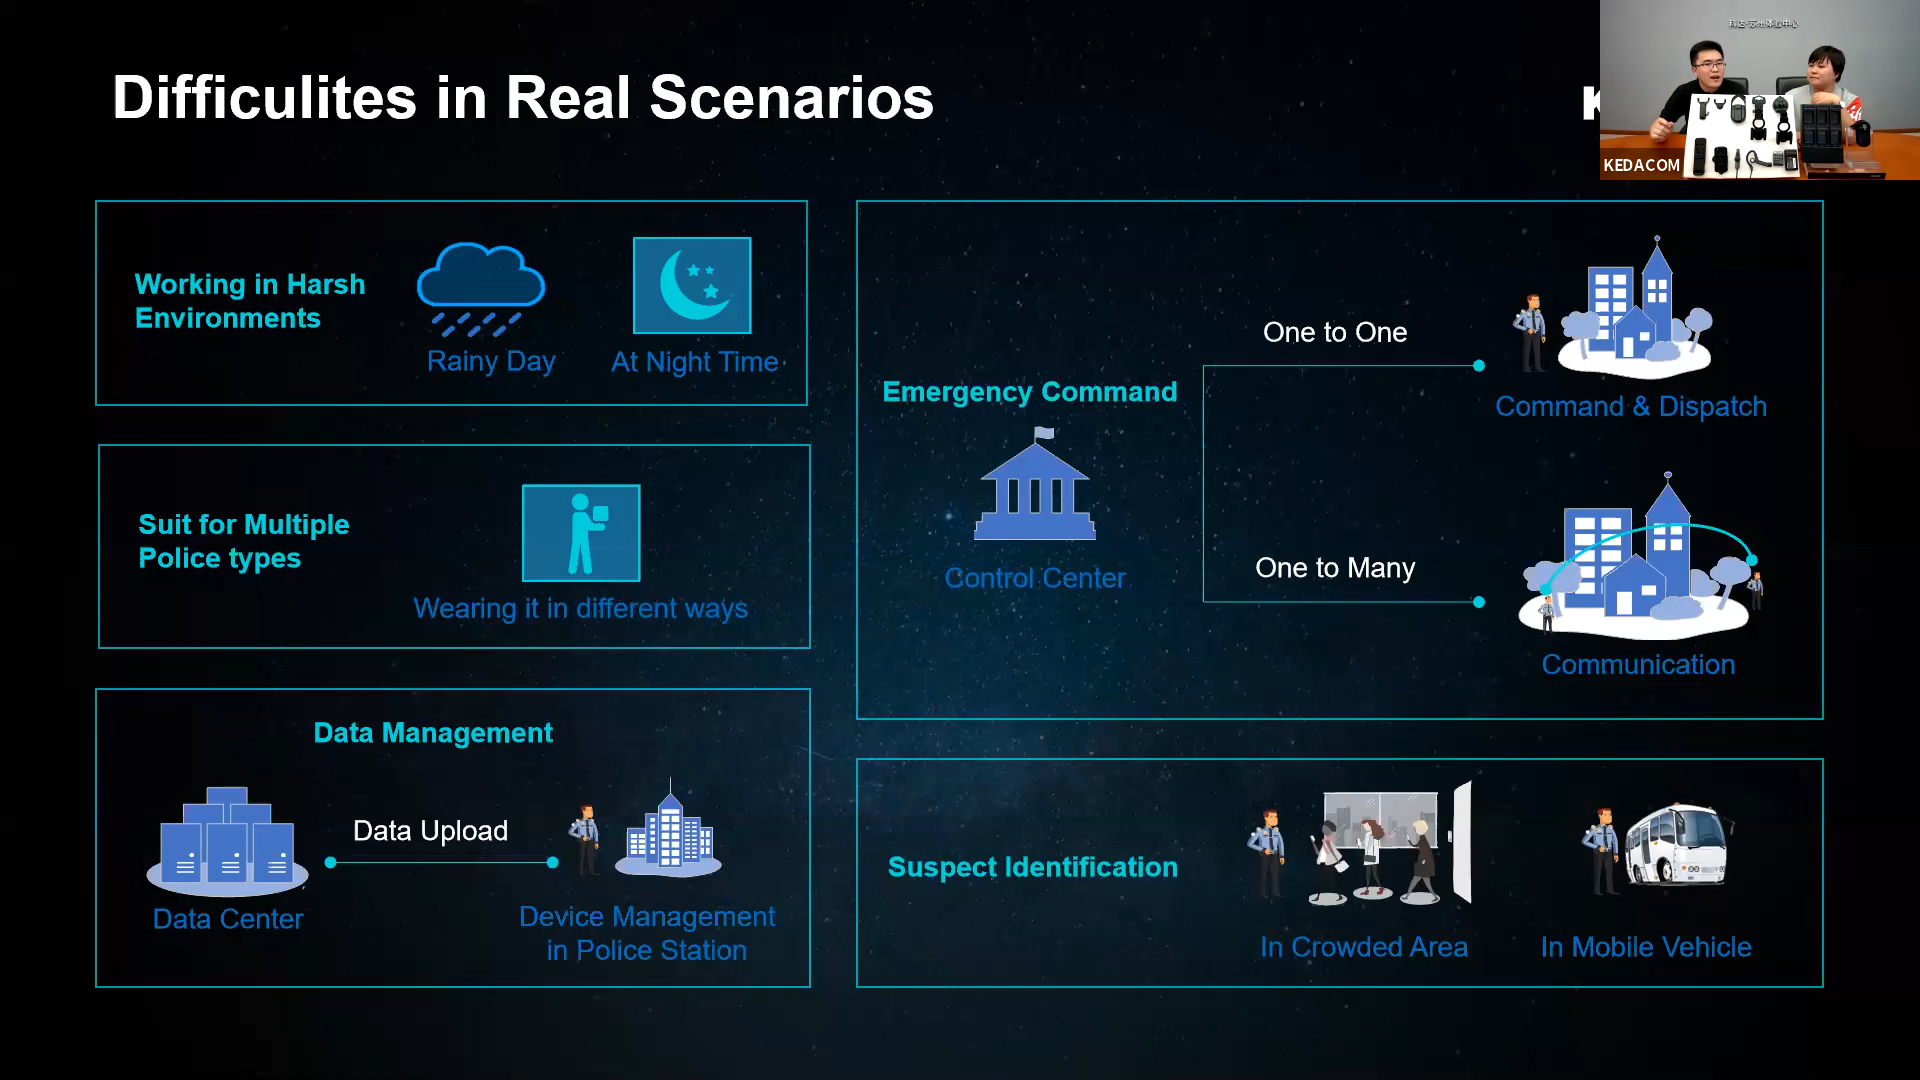 Difficulites in Real Scenarios
K
KEDACOM
Working in Harsh
Environments
Rainy Day
At Night Time
Suit for Multiple
Police types
Wearing it in different ways
Data Management
Data Upload
Data Center
Device Management
in Police Station
Emergency Command
Control Center
One to One
Command & Dispatch
One to Many
Communication
Suspect Identification
In Crowded Area
In Mobile Vehicle